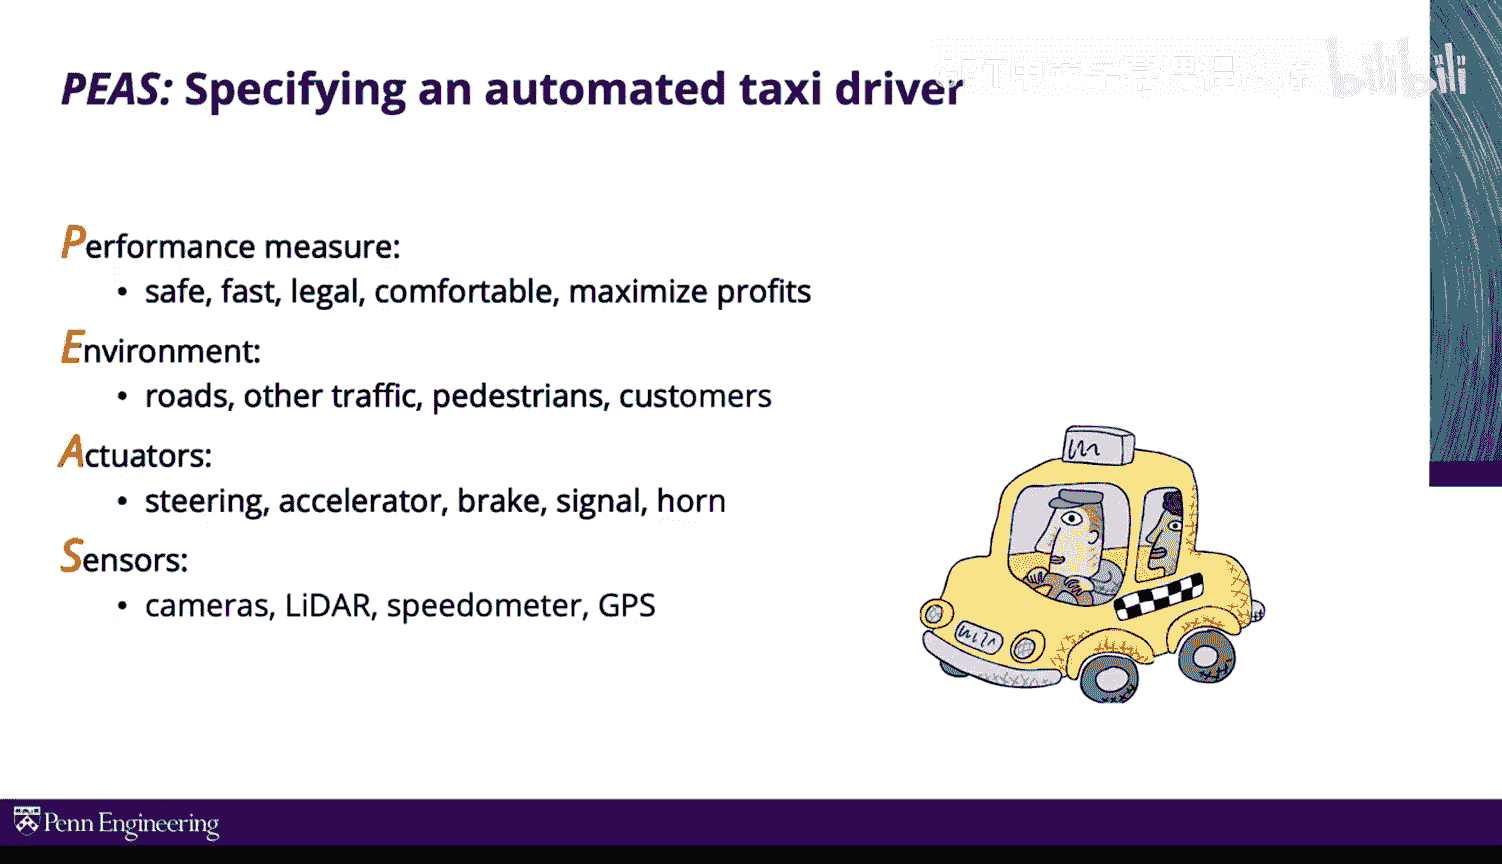 PEAS: Specifying an automated taxi driver
bilibili
Performance measure:
• safe, fast, legal, comfortable, maximize profits
Environment:
• roads, other traffic, pedestrians, customers
Actuators:
• steering, accelerator, brake, signal, horn
Sensors:
• cameras, LiDAR, speedometer, GPS
Penn Engineering